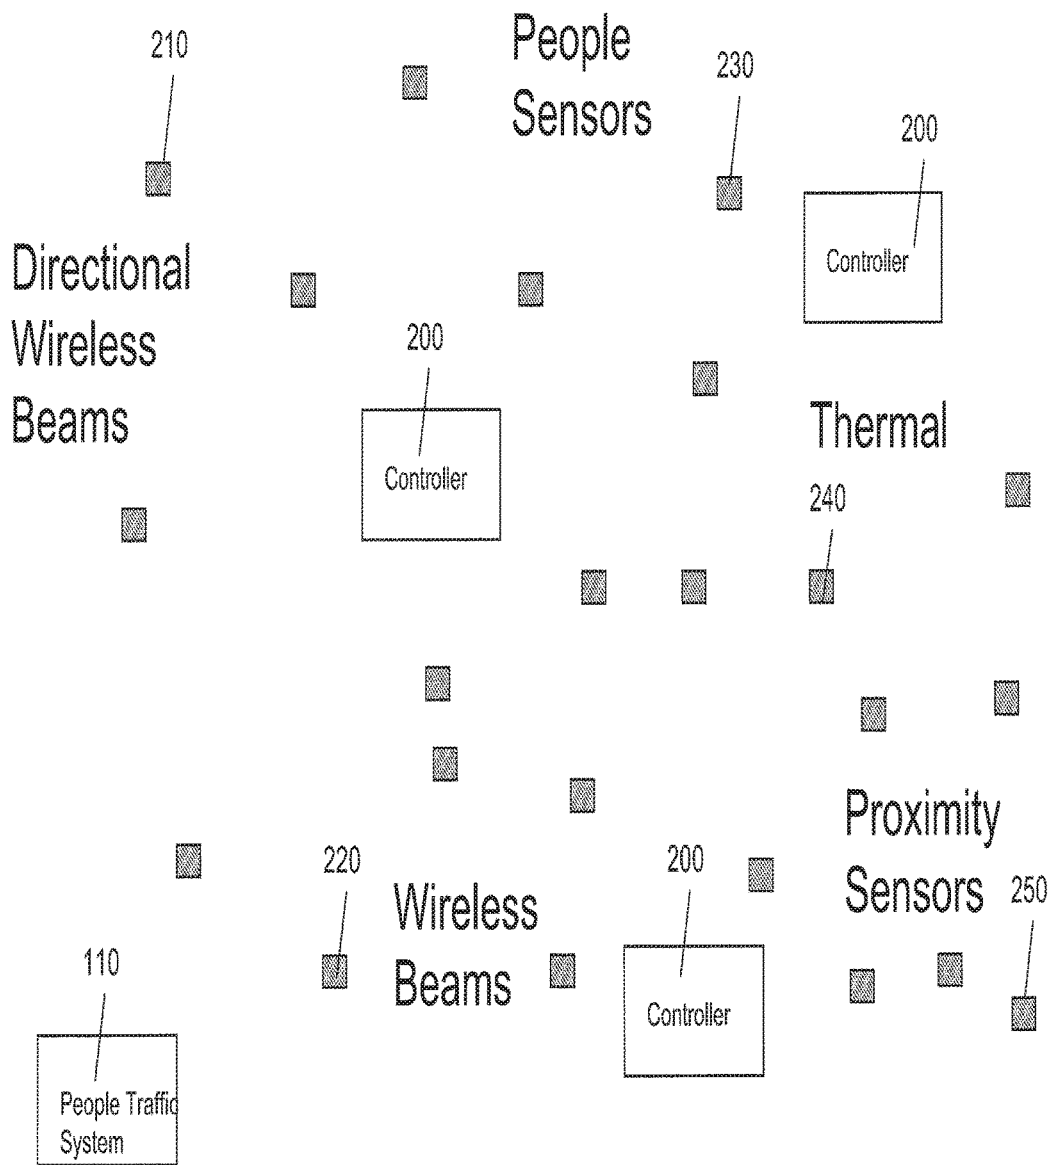 210
People
Sensors
230
200
Controller
Directional
Wireless
Beams
200
Controller
Thermal
240
220
Wireless
Beams
200
Controller
Proximity
Sensors
250
110
People Traffic
System